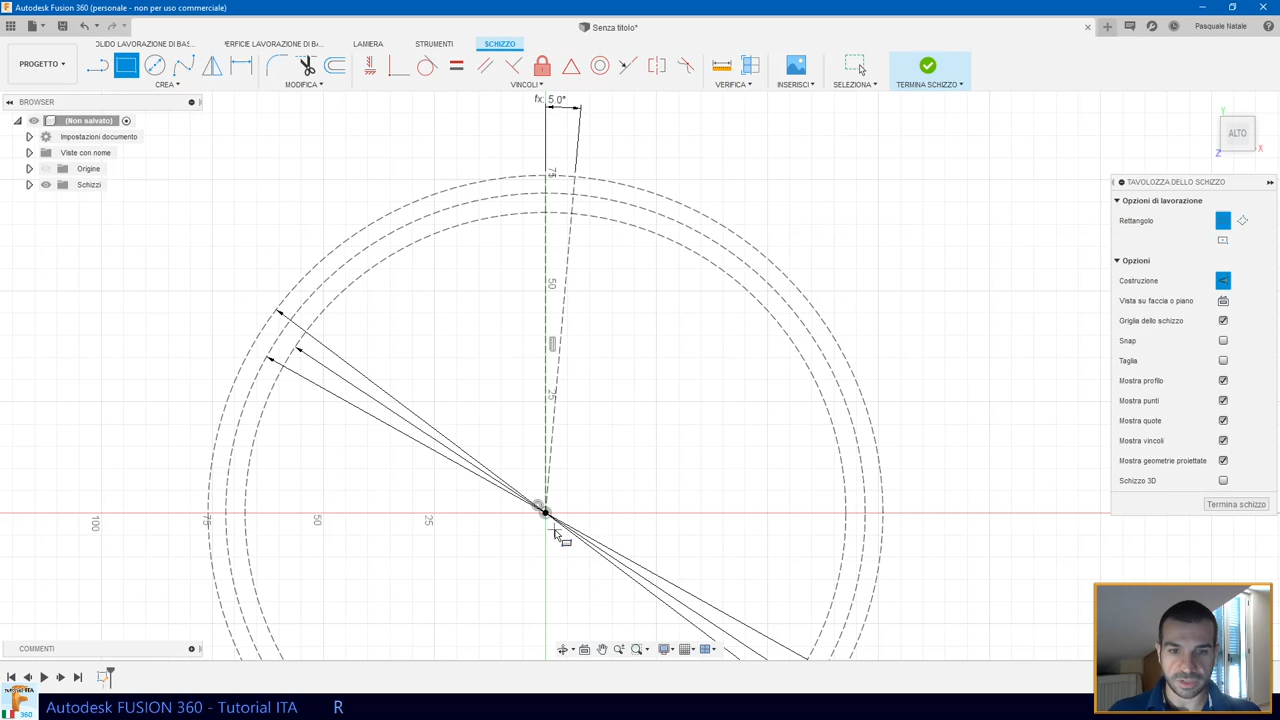 Autodesk Fusion 360 (personale - non per uso commerciale)
Senza titolo*
Pasquale Natale
OLIDO LAVORAZIONE DI BAS...
PERFICIE LAVORAZIONE DI BA...
LAMIERA
STRUMENTI
SCHIZZO
PROGETTO
CREA
MODIFICA
VINCOLI
VERIFICA
INSERISCI
SELEZIONA
TERMINA SCHIZZO
BROWSER
(Non salvato)
Impostazioni documento
Viste con nome
Origine
Schizzi
fx: 5.0°
75
50
25
100
75
50
25
Y
ALTO
X
Z
TAVOLOZZA DELLO SCHIZZO
Opzioni di lavorazione
Rettangolo
Opzioni
Costruzione
Vista su faccia o piano
Griglia dello schizzo
Snap
Taglia
Mostra profilo
Mostra punti
Mostra quote
Mostra vincoli
Mostra geometrie proiettate
Schizzo 3D
Termina schizzo
COMMENTI
360
Autodesk FUSION 360 - Tutorial ITA
R